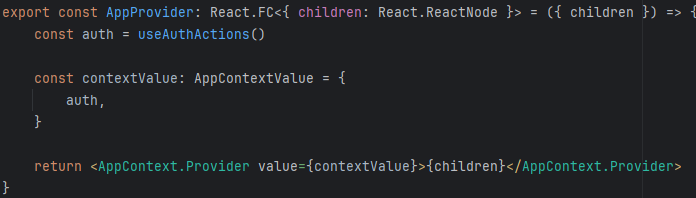 export const AppProvider: React.FC<{ children: React.ReactNode }> = ({ children }) => {
    const auth = useAuthActions()
    const contextValue: AppContextValue = {
        auth,
    }
    return <AppContext.Provider value={contextValue}>{children}</AppContext.Provider>
}